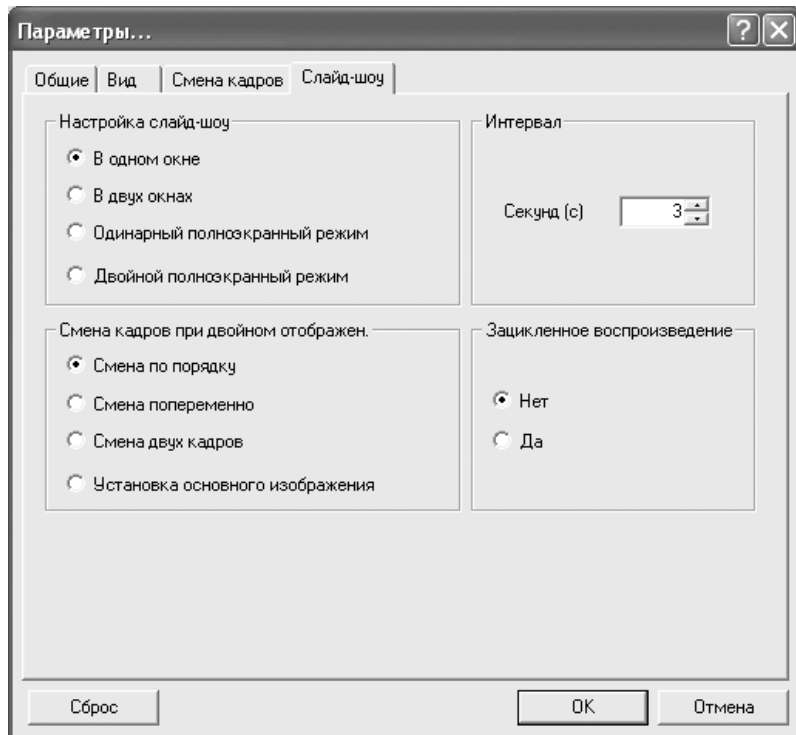 Параметры...
Общие Вид Смена кадров Слайд-шоу
Настройка слайд-шоу
В одном окне
В двух окнах
Одинарный полноэкранный режим
Двойной полноэкранный режим
Интервал
Секунд (с) 3
Смена кадров при двойном отображен.
Смена по порядку
Смена попеременно
Смена двух кадров
Установка основного изображения
Зацикленное воспроизведение
Нет
Да
Сброс OK Отмена